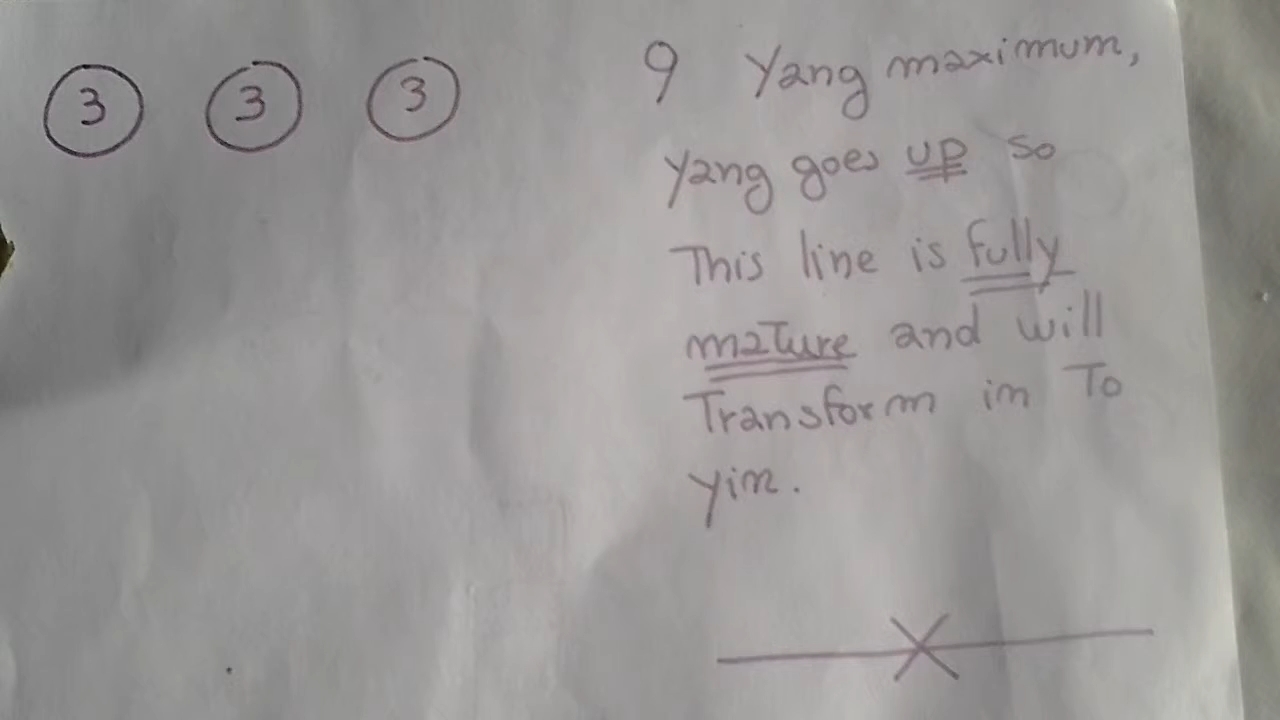 3 3 3 9 Yang maximum,
Yang goes up so
This line is fully
mature and will
Transform in To
yin.